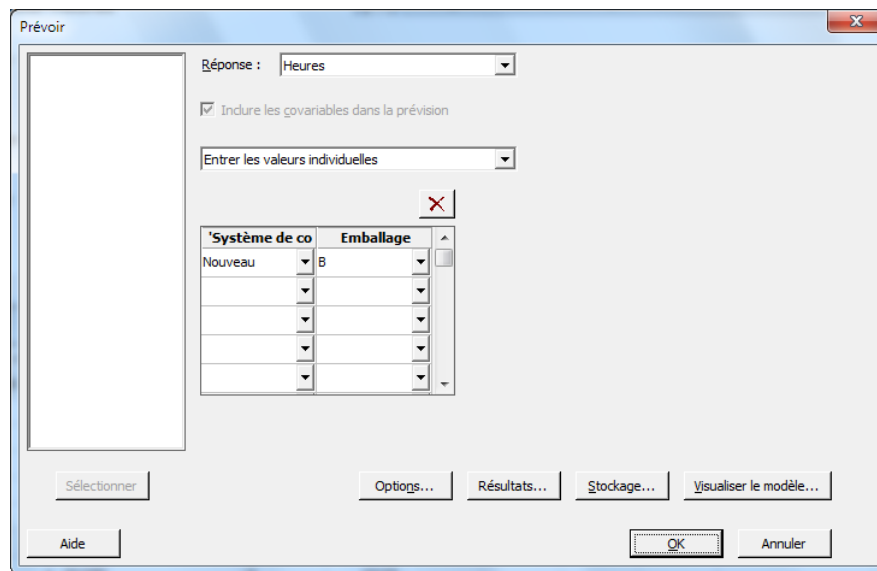 Prévoir
Réponse :
Heures
Inclure les covariables dans la prévision
Entrer les valeurs individuelles
'Système de co Emballage
Nouveau B
Sélectionner Options... Résultats... Stockage... Visualiser le modèle...
Aide OK Annuler